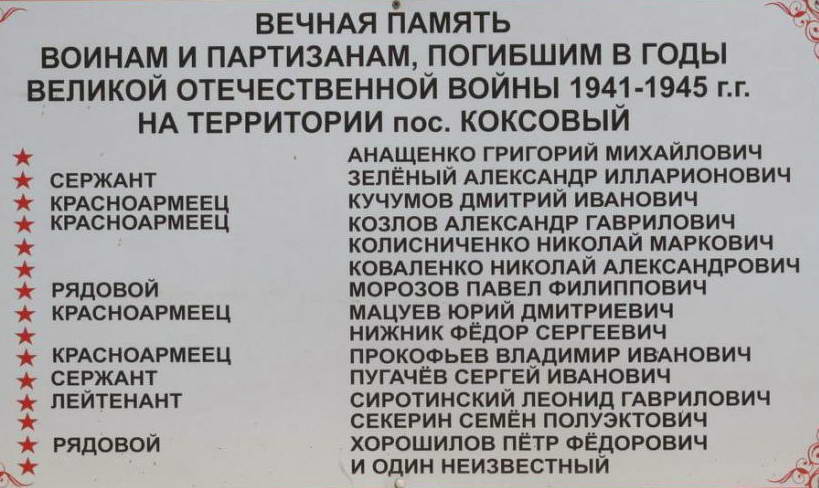 ВЕЧНАЯ ПАМЯТЬ
ВОИНАМ И ПАРТИЗАНАМ, ПОГИБШИМ В ГОДЫ
ВЕЛИКОЙ ОТЕЧЕСТВЕННОЙ ВОЙНЫ 1941-1945 г.г.
НА ТЕРРИТОРИИ пос. КОКСОВЫЙ
АНАЩЕНКО ГРИГОРИЙ МИХАЙЛОВИЧ
СЕРЖАНТ ЗЕЛЁНЫЙ АЛЕКСАНДР ИЛЛАРИОНОВИЧ
КРАСНОАРМЕЕЦ КУЧУМОВ ДМИТРИЙ ИВАНОВИЧ
КРАСНОАРМЕЕЦ КОЗЛОВ АЛЕКСАНДР ГАВРИЛОВИЧ
КОЛИСНИЧЕНКО НИКОЛАЙ МАРКОВИЧ
КОВАЛЕНКО НИКОЛАЙ АЛЕКСАНДРОВИЧ
РЯДОВОЙ МОРОЗОВ ПАВЕЛ ФИЛИППОВИЧ
КРАСНОАРМЕЕЦ МАЦУЕВ ЮРИЙ ДМИТРИЕВИЧ
НИЖНИК ФЁДОР СЕРГЕЕВИЧ
КРАСНОАРМЕЕЦ ПРОКОФЬЕВ ВЛАДИМИР ИВАНОВИЧ
СЕРЖАНТ ПУГАЧЁВ СЕРГЕЙ ИВАНОВИЧ
ЛЕЙТЕНАНТ СИРОТИНСКИЙ ЛЕОНИД ГАВРИЛОВИЧ
СЕКЕРИН СЕМЁН ПОЛУЭКТОВИЧ
РЯДОВОЙ ХОРОШИЛОВ ПЁТР ФЁДОРОВИЧ
И ОДИН НЕИЗВЕСТНЫЙ